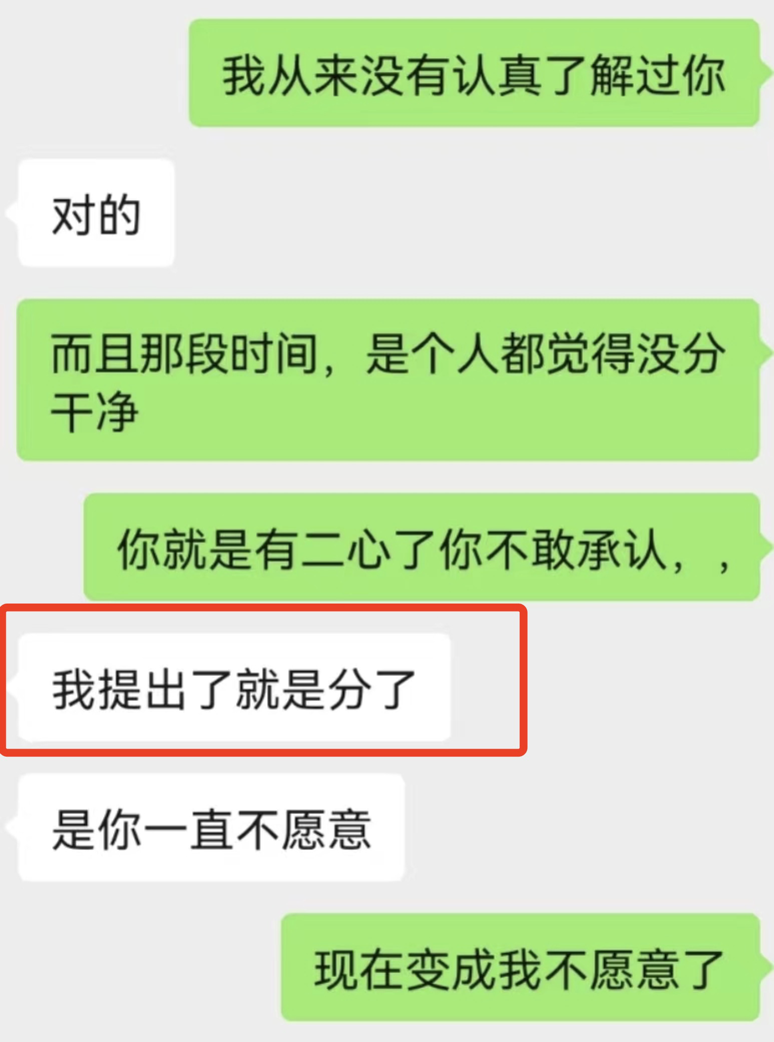 我从来没有认真了解过你
对的
而且那段时间，是个人都觉得没分
干净
你就是有二心了你不敢承认，，
我提出了就是分了
是你一直不愿意
现在变成我不愿意了